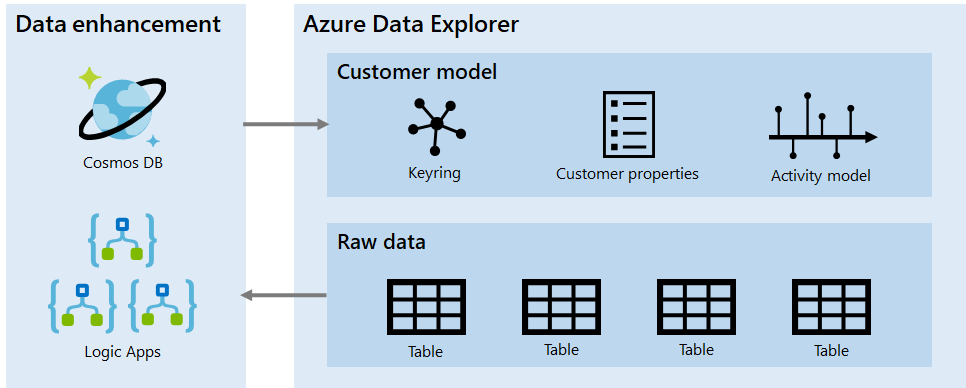 Data enhancement
Cosmos DB
Logic Apps
Azure Data Explorer
Customer model
Keyring
Customer properties
Activity model
Raw data
Table
Table
Table
Table